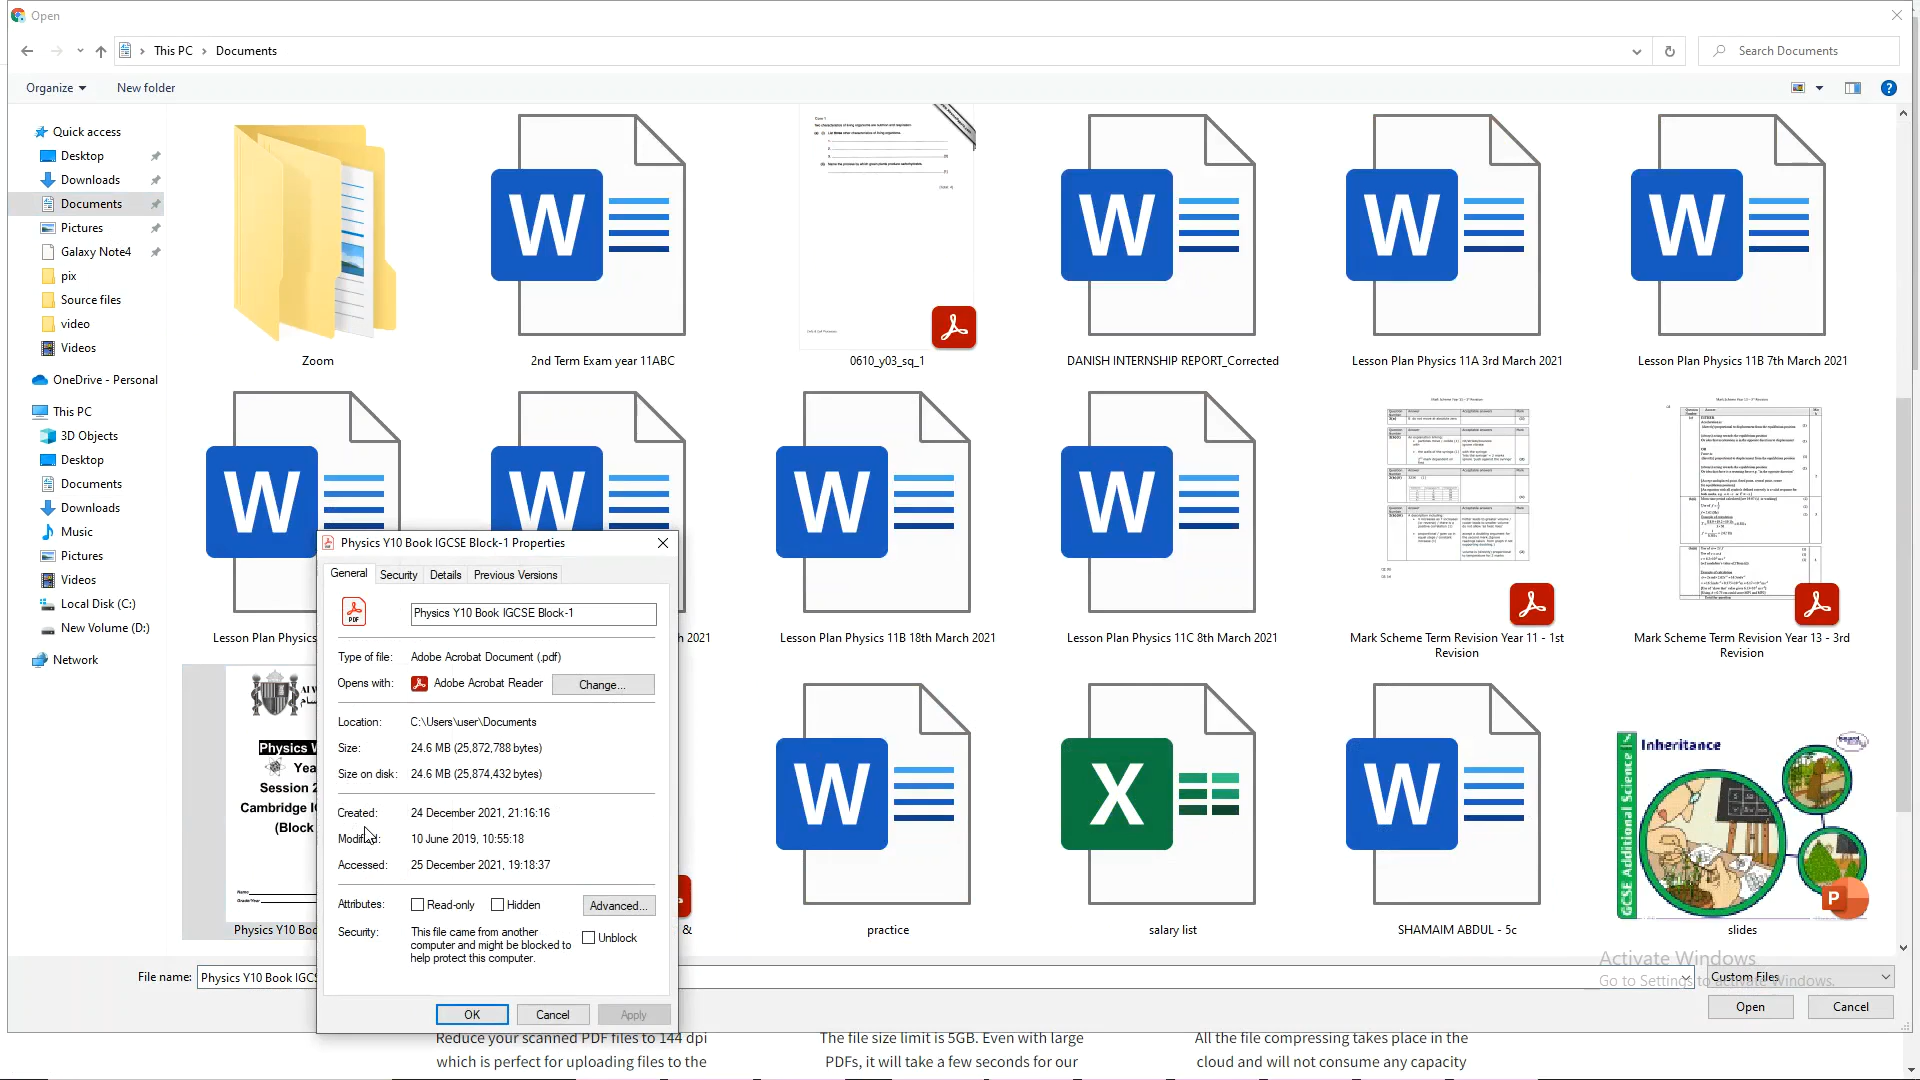 Open
This PC > Documents
Search Documents
Organize
New folder
Quick access
Desktop
Downloads
Documents
Pictures
Galaxy Note4
pix
Source files
video
Videos
OneDrive - Personal
This PC
3D Objects
Desktop
Documents
Downloads
Music
Pictures
Videos
Local Disk (C:)
New Volume (D:)
Network
Zoom
2nd Term Exam year 11ABC
0610_y03_sq_1
DANISH INTERNSHIP REPORT_Corrected
Lesson Plan Physics 11A 3rd March 2021
Lesson Plan Physics 11B 7th March 2021
Lesson Plan Physics
h 2021
Lesson Plan Physics 11B 18th March 2021
Lesson Plan Physics 11C 8th March 2021
Mark Scheme Term Revision Year 11 - 1st
Revision
Mark Scheme Term Revision Year 13 - 3rd
Revision
Physics W
Yea
Session 2
Cambridge I
(Block
Physics Y10 Boo
&
practice
salary list
SHAMAIM ABDUL - 5c
GCSE Additional Science
Inheritance
P
slides
Physics Y10 Book IGCSE Block-1 Properties
General
Security
Details
Previous Versions
PDF
Physics Y10 Book IGCSE Block-1
Type of file: Adobe Acrobat Document (.pdf)
Opens with: Adobe Acrobat Reader
Change...
Location: C:\Users\user\Documents
Size: 24.6 MB (25,872,788 bytes)
Size on disk: 24.6 MB (25,874,432 bytes)
Created: 24 December 2021, 21:16:16
Modified: 10 June 2019, 10:55:18
Accessed: 25 December 2021, 19:18:37
Attributes: Read-only Hidden
Advanced...
Security: This file came from another
computer and might be blocked to
help protect this computer.
Unblock
OK
Cancel
Apply
File name: Physics Y10 Book IGCS
Custom Files
Activate Windows
Go to Settings to activate Windows.
Open
Cancel
Reduce your scanned PDF files to 144 dpi
which is perfect for uploading files to the
The file size limit is 5GB. Even with large
PDFs, it will take a few seconds for our
All the file compressing takes place in the
cloud and will not consume any capacity